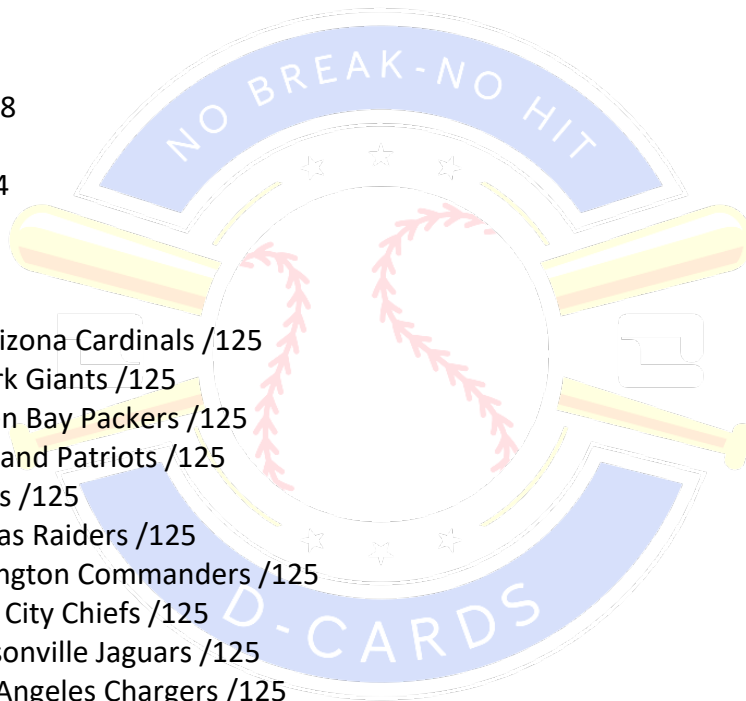 NO BREAK-NO HIT
8
4
izona Cardinals /125
rk Giants /125
n Bay Packers /125
and Patriots /125
s /125
as Raiders /125
ngton Commanders /125
City Chiefs /125
sonville Jaguars /125
Angeles Chargers /125
D-CARDS